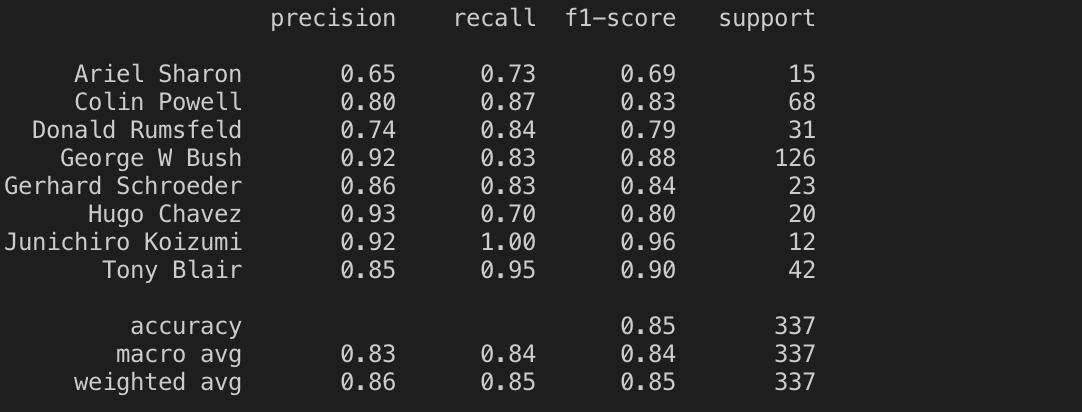 precision recall f1-score support
Ariel Sharon 0.65 0.73 0.69 15
Colin Powell 0.80 0.87 0.83 68
Donald Rumsfeld 0.74 0.84 0.79 31
George W Bush 0.92 0.83 0.88 126
Gerhard Schroeder 0.86 0.83 0.84 23
Hugo Chavez 0.93 0.70 0.80 20
Junichiro Koizumi 0.92 1.00 0.96 12
Tony Blair 0.85 0.95 0.90 42
accuracy 0.85 337
macro avg 0.83 0.84 0.84 337
weighted avg 0.86 0.85 0.85 337